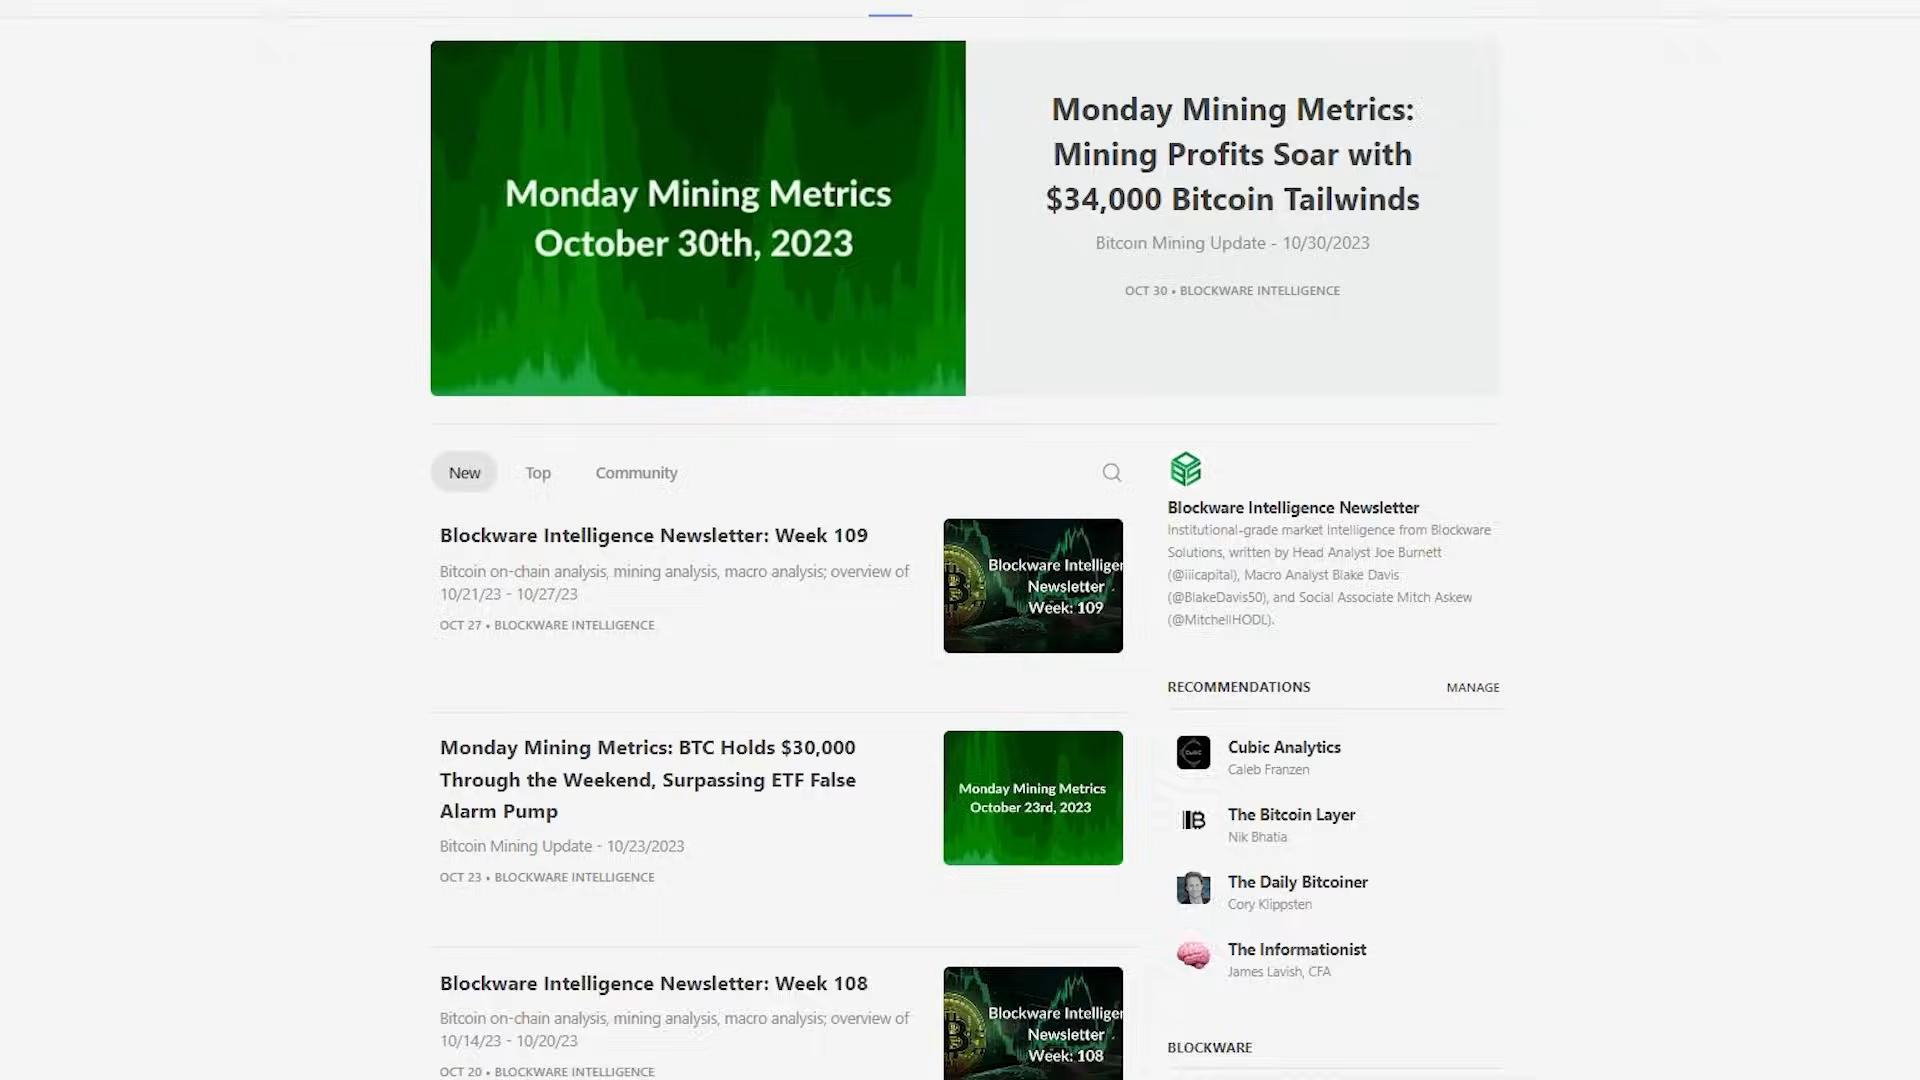 Monday Mining Metrics
October 30th, 2023
Monday Mining Metrics:
Mining Profits Soar with
$34,000 Bitcoin Tailwinds
Bitcoin Mining Update - 10/30/2023
OCT 30 • BLOCKWARE INTELLIGENCE
New
Top
Community
Blockware Intelligence Newsletter: Week 109
Bitcoin on-chain analysis, mining analysis, macro analysis; overview of
10/21/23 - 10/27/23
OCT 27 • BLOCKWARE INTELLIGENCE
Blockware Intelligen
Newsletter
Week: 109
Monday Mining Metrics: BTC Holds $30,000
Through the Weekend, Surpassing ETF False
Alarm Pump
Bitcoin Mining Update - 10/23/2023
OCT 23 • BLOCKWARE INTELLIGENCE
Monday Mining Metrics
October 23rd, 2023
Blockware Intelligence Newsletter: Week 108
Bitcoin on-chain analysis, mining analysis, macro analysis; overview of
10/14/23 - 10/20/23
OCT 20 • BLOCKWARE INTELLIGENCE
Blockware Intelligen
Newsletter
Week: 108
Blockware Intelligence Newsletter
Institutional-grade market Intelligence from Blockware
Solutions, written by Head Analyst Joe Burnett
(@iiicapital), Macro Analyst Blake Davis
(@BlakeDavis50), and Social Associate Mitch Askew
(@MitchellHODL).
RECOMMENDATIONS
MANAGE
Cubic Analytics
Caleb Franzen
The Bitcoin Layer
Nik Bhatia
The Daily Bitcoiner
Cory Klippsten
The Informationist
James Lavish, CFA
BLOCKWARE